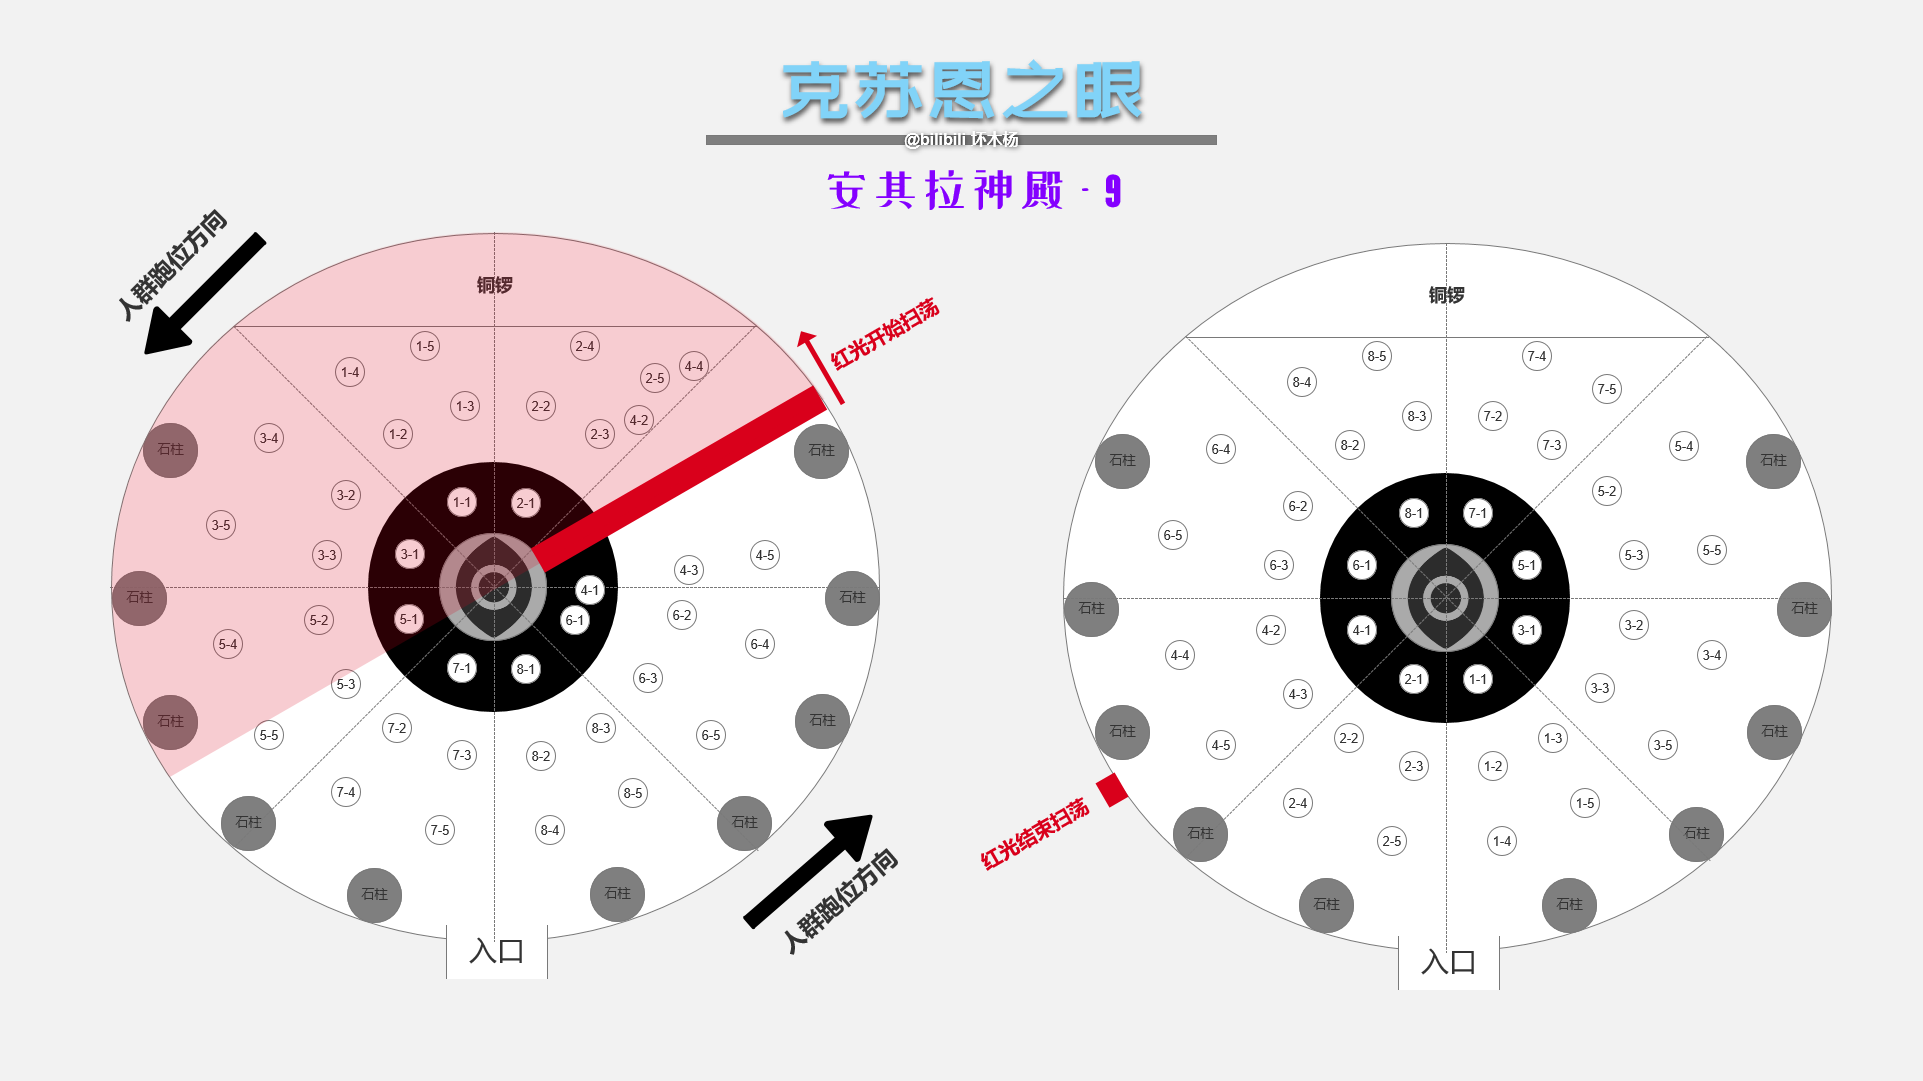 克苏恩之眼
@bilibili 坏木杨
安其拉神殿 - 9
人群跑位方向
铜锣
红光开始扫荡
1-5
2-4
1-4
4-4
2-5
1-3
2-2
4-2
1-2
2-3
3-4
石柱
石柱
3-2
1-1
2-1
3-5
3-3
3-1
4-5
4-3
4-1
石柱
石柱
5-2
5-1
6-1
6-2
5-4
6-4
5-3
7-1
8-1
6-3
石柱
石柱
5-5
7-2
8-3
6-5
7-3
8-2
7-4
8-5
石柱
石柱
7-5
8-4
石柱
石柱
入口
人群跑位方向
铜锣
8-5
7-4
8-4
7-5
8-3
7-2
8-2
7-3
6-4
5-4
石柱
石柱
6-2
5-2
8-1
7-1
6-5
6-3
6-1
5-1
5-3
5-5
石柱
石柱
4-2
4-1
3-1
3-2
4-4
3-4
4-3
2-1
1-1
3-3
石柱
石柱
4-5
2-2
1-3
3-5
2-3
1-2
2-4
1-5
红光结束扫荡
石柱
石柱
2-5
1-4
石柱
石柱
入口